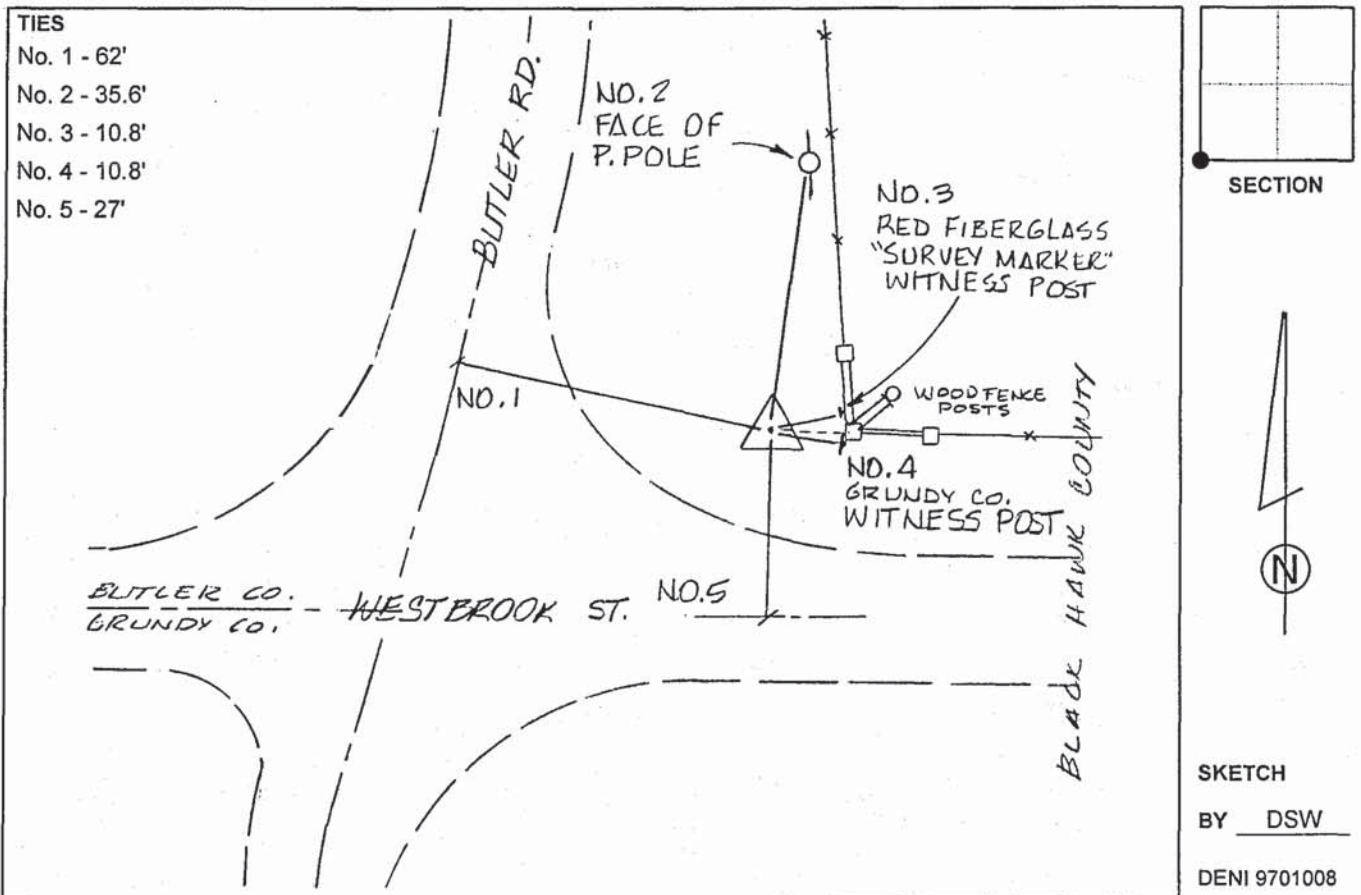 TIES
No. 1 - 62'
No. 2 - 35.6'
No. 3 - 10.8'
No. 4 - 10.8'
No. 5 - 27'
BUTLER RD.
NO.2
FACE OF
P. POLE
NO.3
RED FIBERGLASS
"SURVEY MARKER"
WITNESS POST
NO.1
WOOD FENCE
POSTS
NO.4
GRUNDY CO.
WITNESS POST
BUTLER CO.
GRUNDY CO.
WESTBROOK ST.
NO.5
BLACK HAWK COUNTY
SECTION
N
SKETCH
BY DSW
DENI 9701008